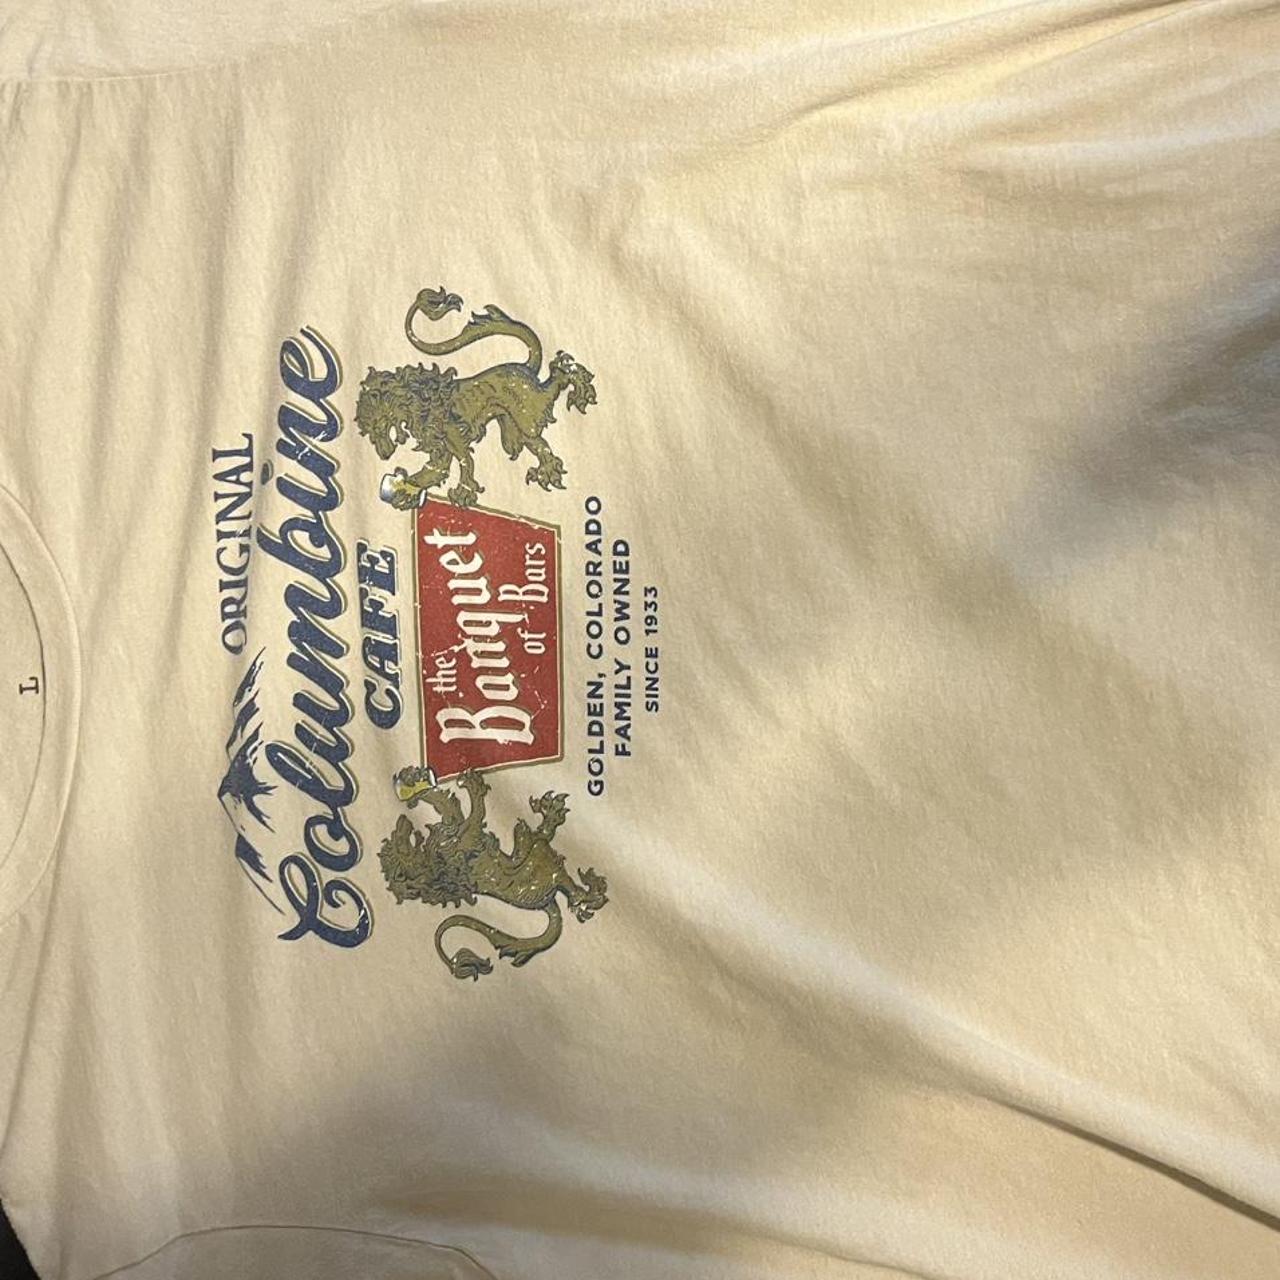 L
ORIGINAL
Columbine
CAFE
the
Banquet
of Bars
GOLDEN, COLORADO
FAMILY OWNED
SINCE 1933